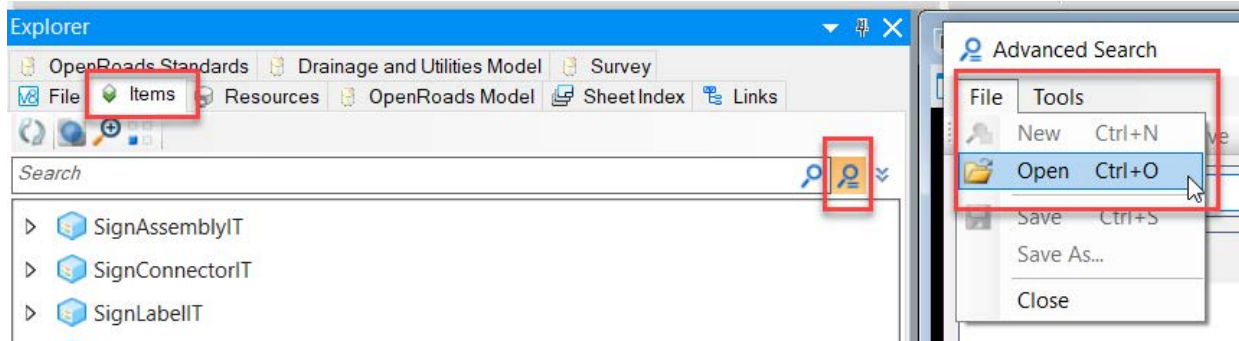 Explorer
OpenRoads Standards Drainage and Utilities Model Survey
File Items Resources OpenRoads Model Sheet Index Links
Search
SignAssemblyIT
SignConnectorIT
SignLabelIT
Advanced Search
File Tools
New Ctrl+N
Open Ctrl+O
Save Ctrl+S
Save As...
Close